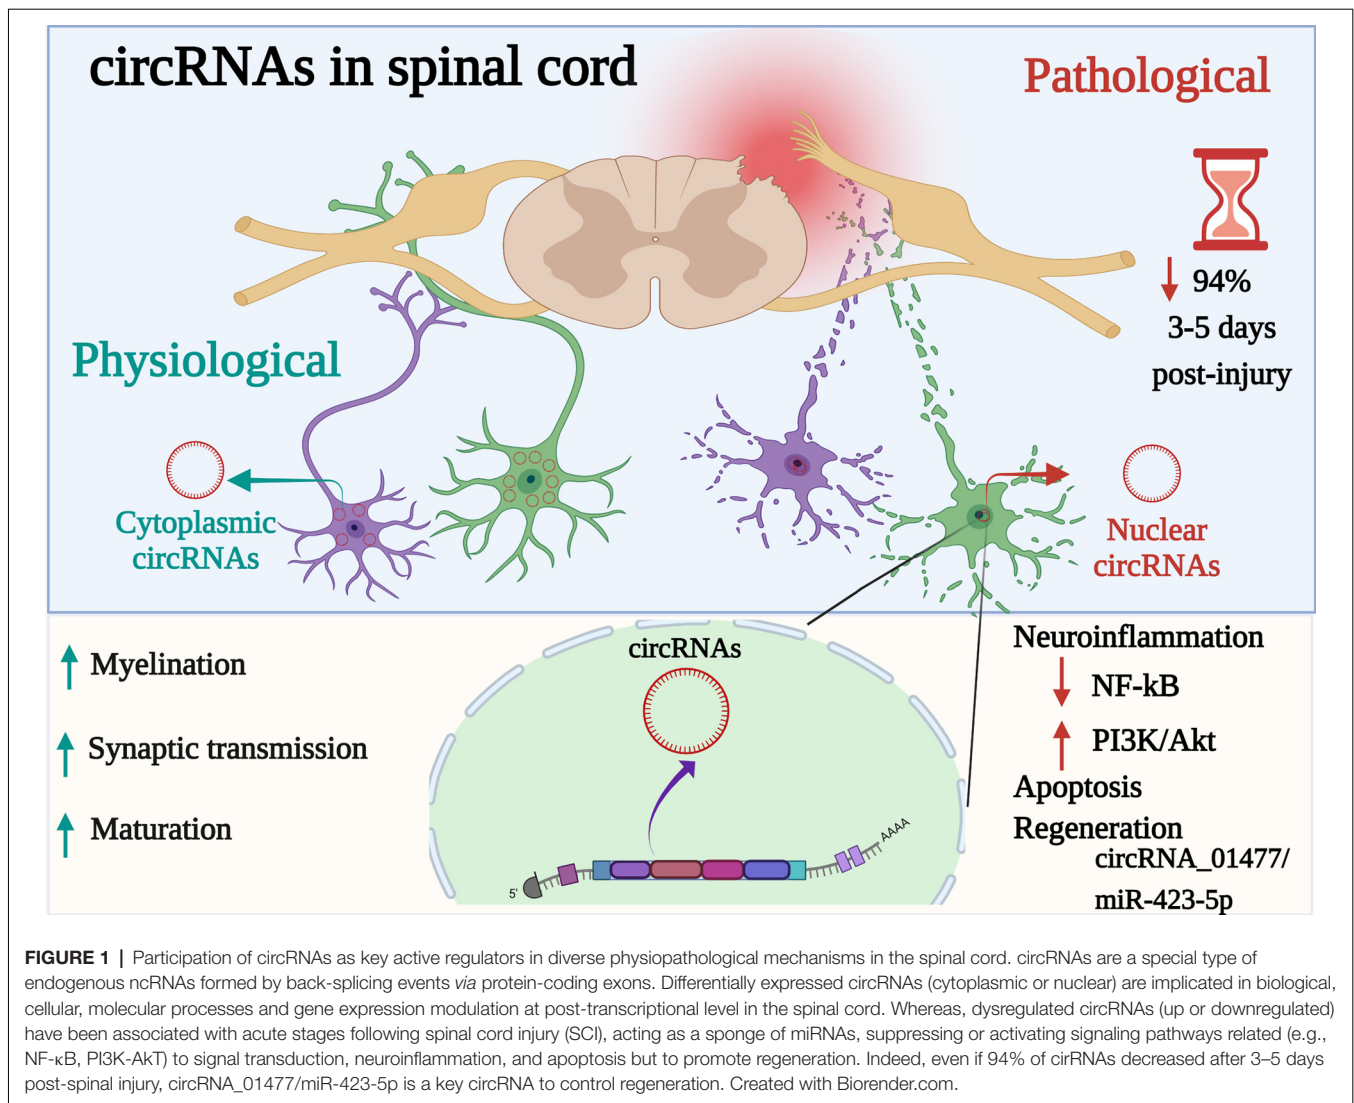 circRNAs in spinal cord
Pathological
94%
3-5 days
post-injury
Physiological
Cytoplasmic
circRNAs
Nuclear
circRNAs
Myelination
Synaptic transmission
Maturation
circRNAs
5'
AAAA
Neuroinflammation
NF-kB
PI3K/Akt
Apoptosis
Regeneration
circRNA_01477/
miR-423-5p
FIGURE 1 | Participation of circRNAs as key active regulators in diverse physiopathological mechanisms in the spinal cord. circRNAs are a special type of
endogenous ncRNAs formed by back-splicing events via protein-coding exons. Differentially expressed circRNAs (cytoplasmic or nuclear) are implicated in biological,
cellular, molecular processes and gene expression modulation at post-transcriptional level in the spinal cord. Whereas, dysregulated circRNAs (up or downregulated)
have been associated with acute stages following spinal cord injury (SCI), acting as a sponge of miRNAs, suppressing or activating signaling pathways related (e.g.,
NF-κB, PI3K-AkT) to signal transduction, neuroinflammation, and apoptosis but to promote regeneration. Indeed, even if 94% of cirRNAs decreased after 3–5 days
post-spinal injury, circRNA_01477/miR-423-5p is a key circRNA to control regeneration. Created with Biorender.com.